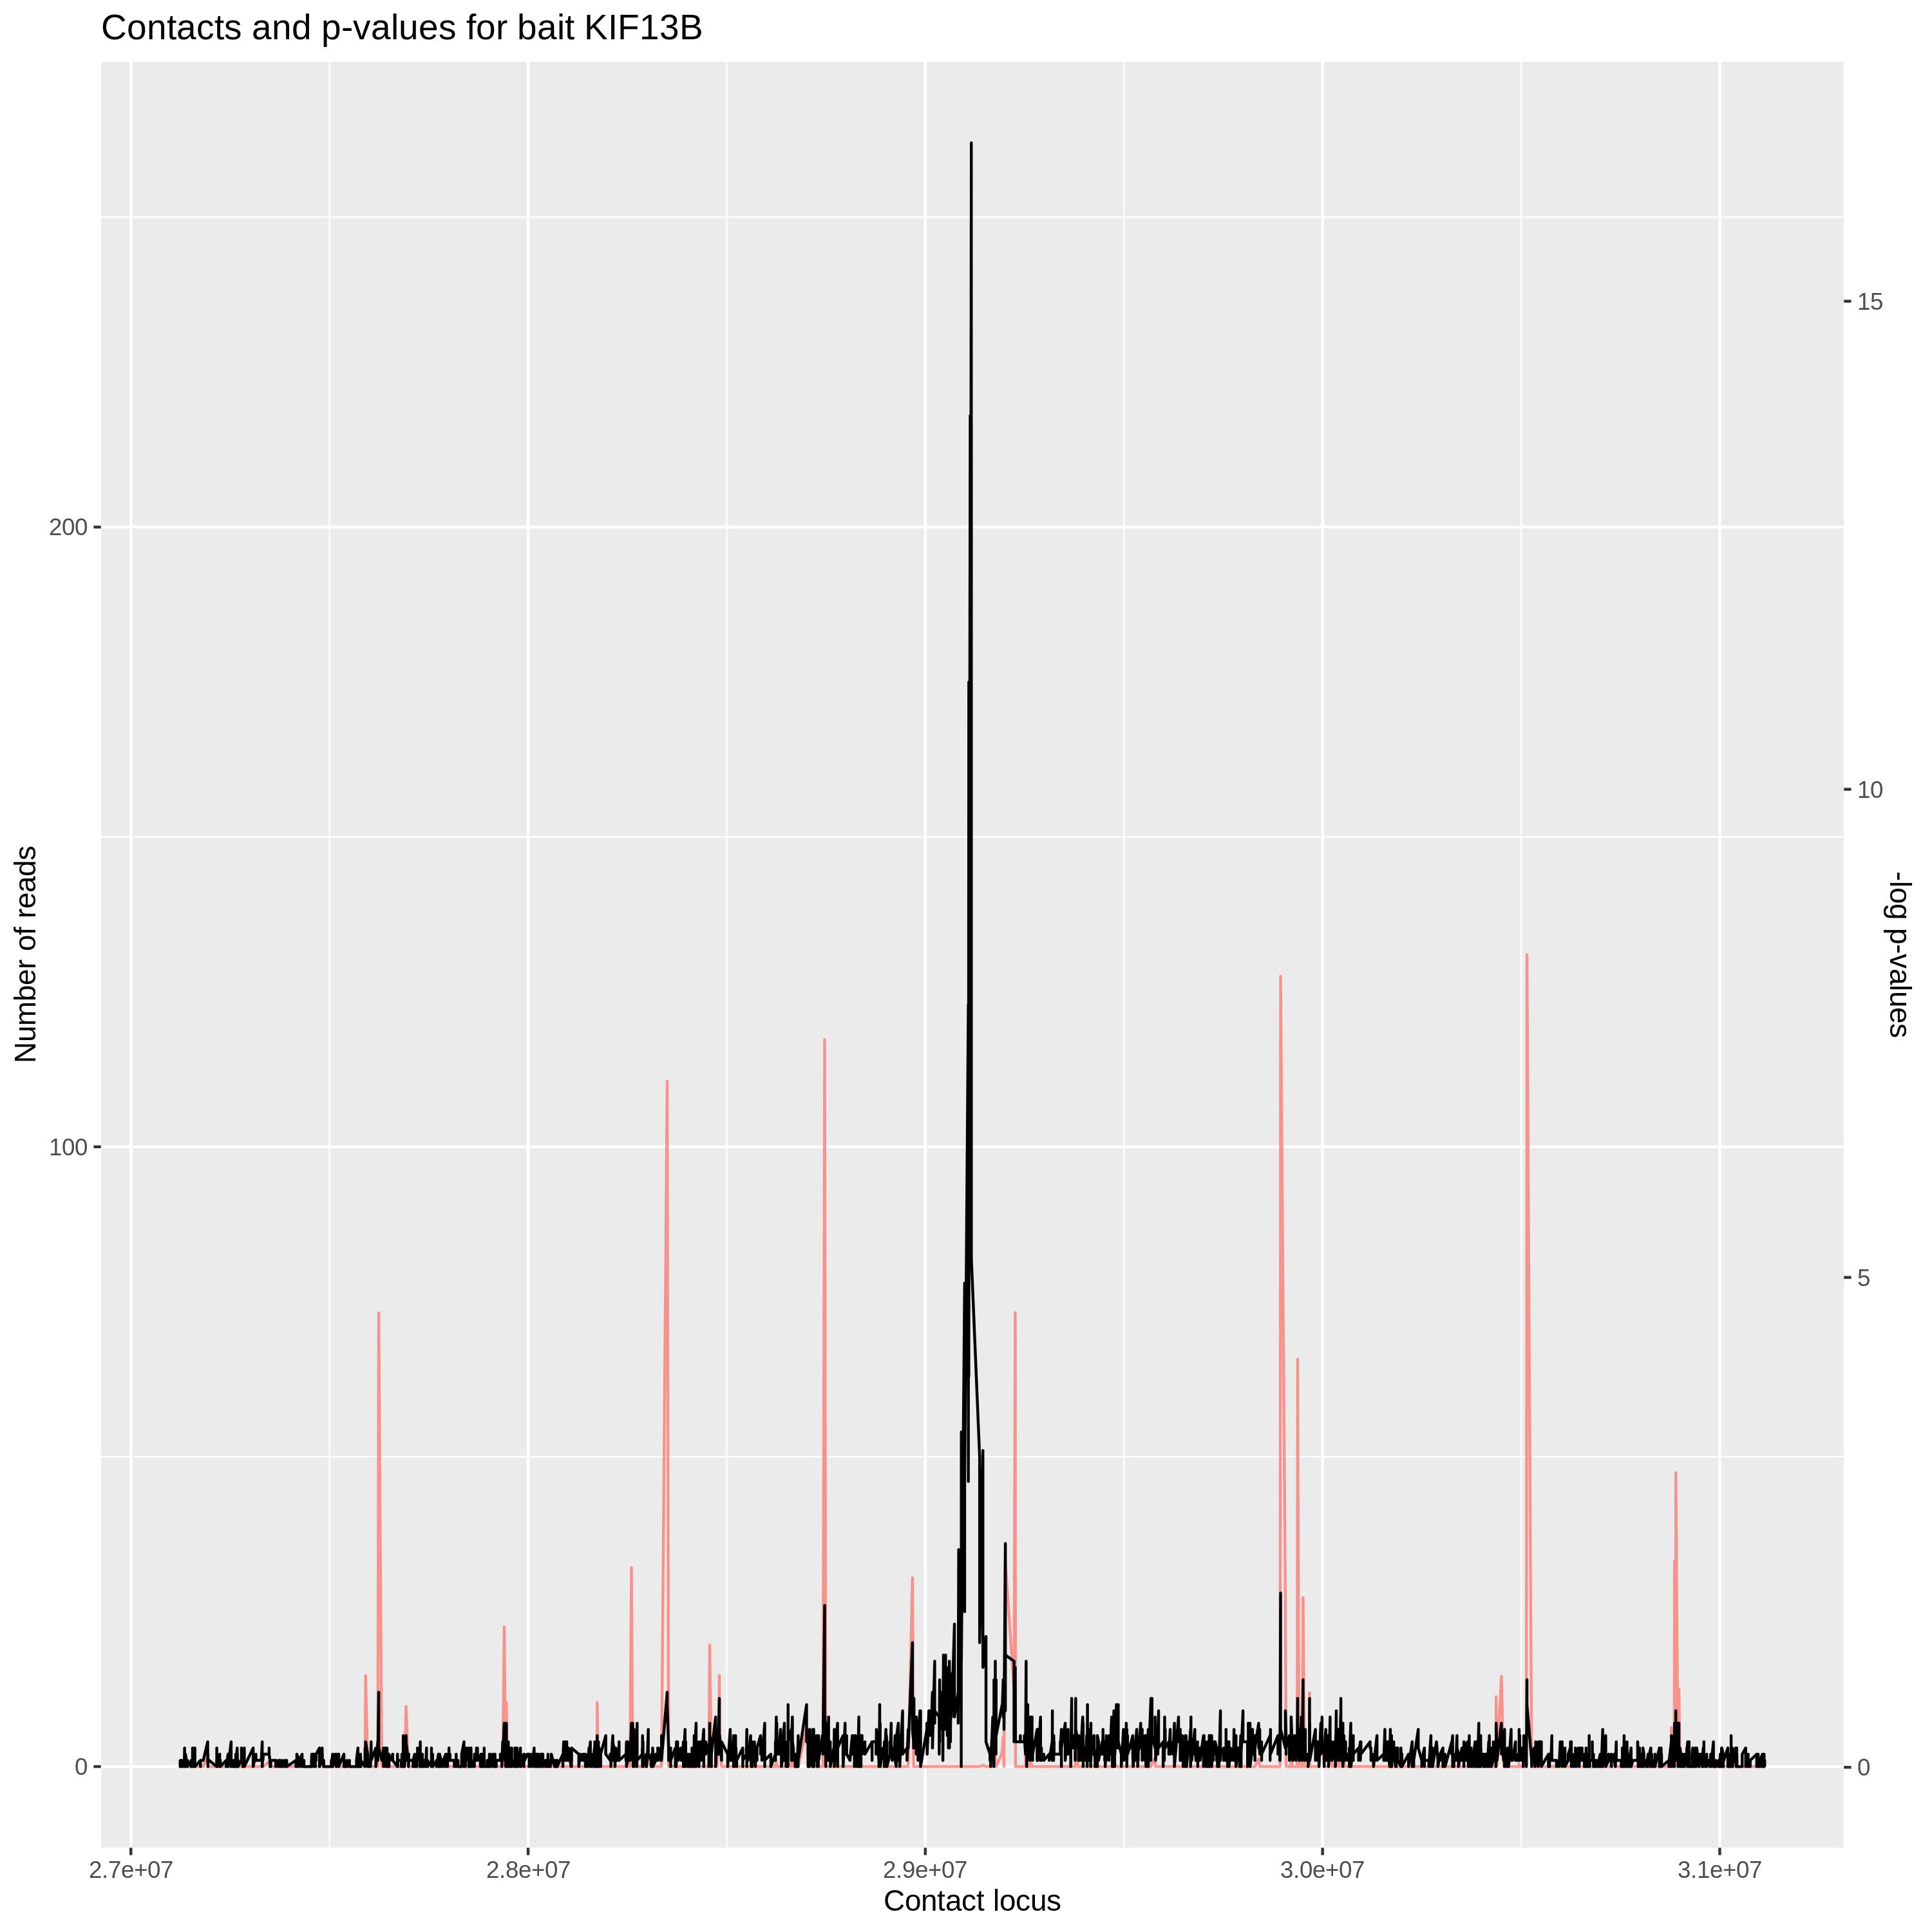 Contacts and p-values for bait KIF13B
Number of reads
200
100
0
15
10
5
0
-log p-values
2.7e+07
2.8e+07
2.9e+07
3.0e+07
3.1e+07
Contact locus